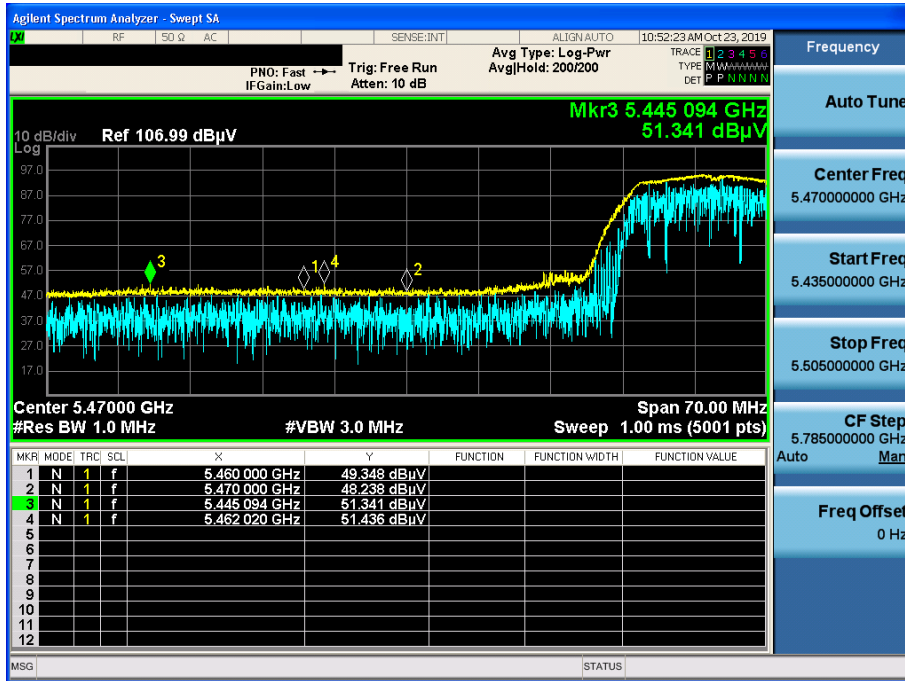 Agilent Spectrum Analyzer - Swept SA
LXI RF 50 Ω AC SENSE:INT ALIGN AUTO 10:52:23 AM Oct 23, 2019
PNO: Fast Trig: Free Run Avg Type: Log-Pwr TRACE 1 2 3 4 5 6
IFGain:Low Atten: 10 dB Avg|Hold: 200/200 TYPE MWWWWW
DET P P N N N N
Mkr3 5.445 094 GHz
51.341 dBµV
10 dB/div Ref 106.99 dBµV
Log
97.0
87.0
77.0
67.0
57.0
47.0
37.0
27.0
17.0
3
1
4
2
Center 5.47000 GHz Span 70.00 MHz
#Res BW 1.0 MHz #VBW 3.0 MHz Sweep 1.00 ms (5001 pts)
MKR MODE TRC SCL X Y FUNCTION FUNCTION WIDTH FUNCTION VALUE
1 N 1 f 5.460 000 GHz 49.348 dBµV
2 N 1 f 5.470 000 GHz 48.238 dBµV
3 N 1 f 5.445 094 GHz 51.341 dBµV
4 N 1 f 5.462 020 GHz 51.436 dBµV
5
6
7
8
9
10
11
12
MSG STATUS
Frequency
Auto Tune
Center Freq
5.470000000 GHz
Start Freq
5.435000000 GHz
Stop Freq
5.505000000 GHz
CF Step
5.785000000 GHz
Auto Man
Freq Offset
0 Hz